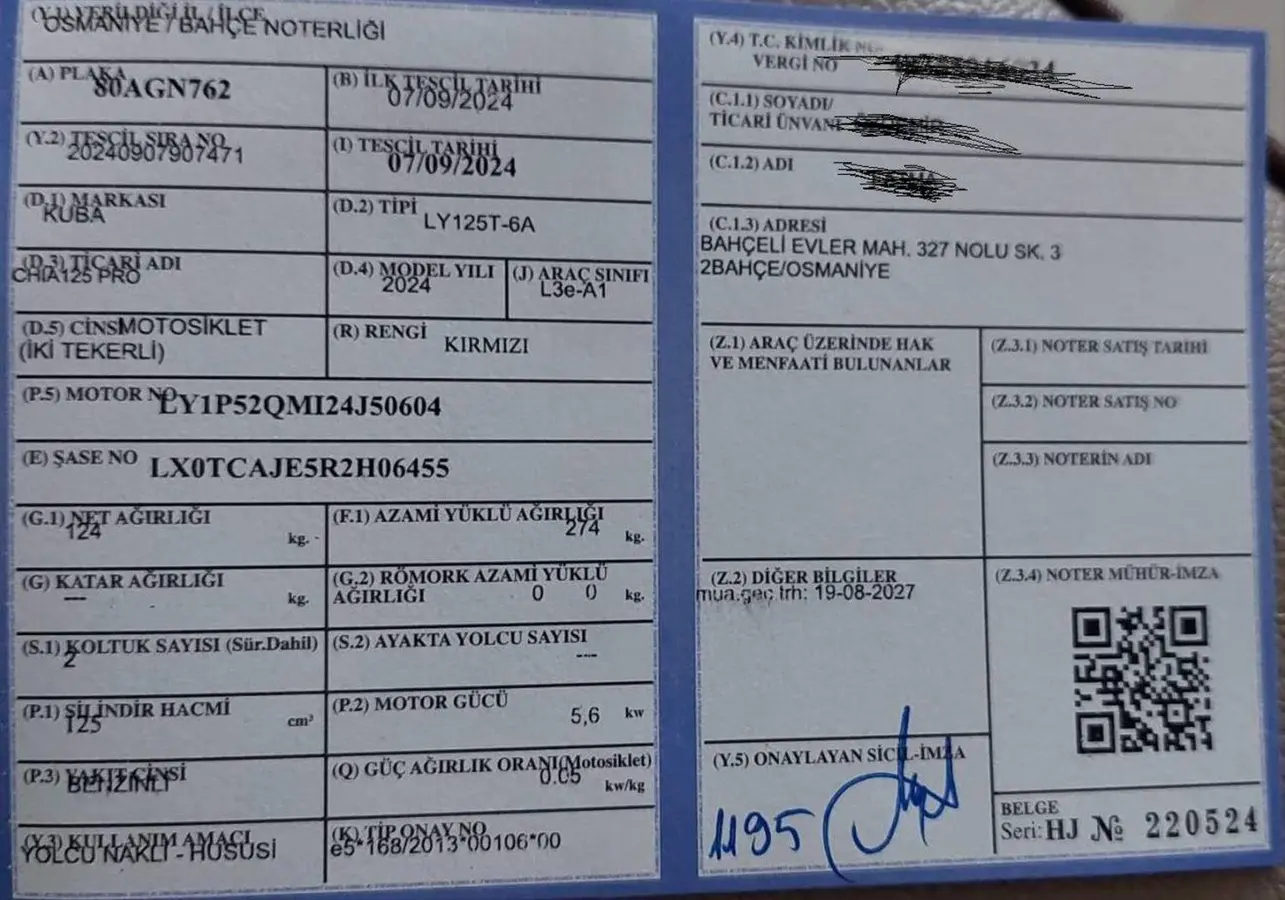 (Y.1) VERİLDİĞİ İL / İLÇE
OSMANİYE / BAHÇE NOTERLİĞİ
(A) PLAKA
80AGN762
(B) İLK TESCİL TARİHİ
07/09/2024
(Y.2) TESCİL SIRA NO
20240907907471
(I) TESCİL TARİHİ
07/09/2024
(D.1) MARKASI
KUBA
(D.2) TİPİ
LY125T-6A
(D.3) TİCARİ ADI
CHIA125 PRO
(D.4) MODEL YILI
2024
(J) ARAÇ SINIFI
L3e-A1
(D.5) CİNSİ MOTOSİKLET
(İKİ TEKERLİ)
(R) RENGİ
KIRMIZI
(P.5) MOTOR NO
LY1P52QMI24J50604
(E) ŞASE NO
LX0TCAJE5R2H06455
(G.1) NET AĞIRLIĞI
124 kg.
(F.1) AZAMİ YÜKLÜ AĞIRLIĞI
274 kg.
(G) KATAR AĞIRLIĞI
--- kg.
(G.2) RÖMORK AZAMİ YÜKLÜ
AĞIRLIĞI 0 0 kg.
(S.1) KOLTUK SAYISI (Sür.Dahil)
2
(S.2) AYAKTA YOLCU SAYISI
---
(P.1) SİLİNDİR HACMİ
125 cm³
(P.2) MOTOR GÜCÜ
5,6 kw
(P.3) YAKIT CİNSİ
BENZİNLİ
(Q) GÜÇ AĞIRLIK ORANI(Motosiklet)
0.05 kw/kg
(Y.3) KULLANIM AMACI
YOLCU NAKLİ - HUSUSİ
(K) TİP ONAY NO
e5*168/2013*00106*00
(Y.4) T.C. KİMLİK NO
VERGİ NO
(C.1.1) SOYADI/
TİCARİ ÜNVANI
(C.1.2) ADI
(C.1.3) ADRESİ
BAHÇELİ EVLER MAH. 327 NOLU SK. 3
2BAHÇE/OSMANİYE
(Z.1) ARAÇ ÜZERİNDE HAK
VE MENFAATİ BULUNANLAR
(Z.3.1) NOTER SATIŞ TARİHİ
(Z.3.2) NOTER SATIŞ NO
(Z.3.3) NOTERİN ADI
(Z.2) DİĞER BİLGİLER
mua.geç trh: 19-08-2027
(Z.3.4) NOTER MÜHÜR-İMZA
(Y.5) ONAYLAYAN SİCİL-İMZA
1195
BELGE
Seri: HJ № 220524